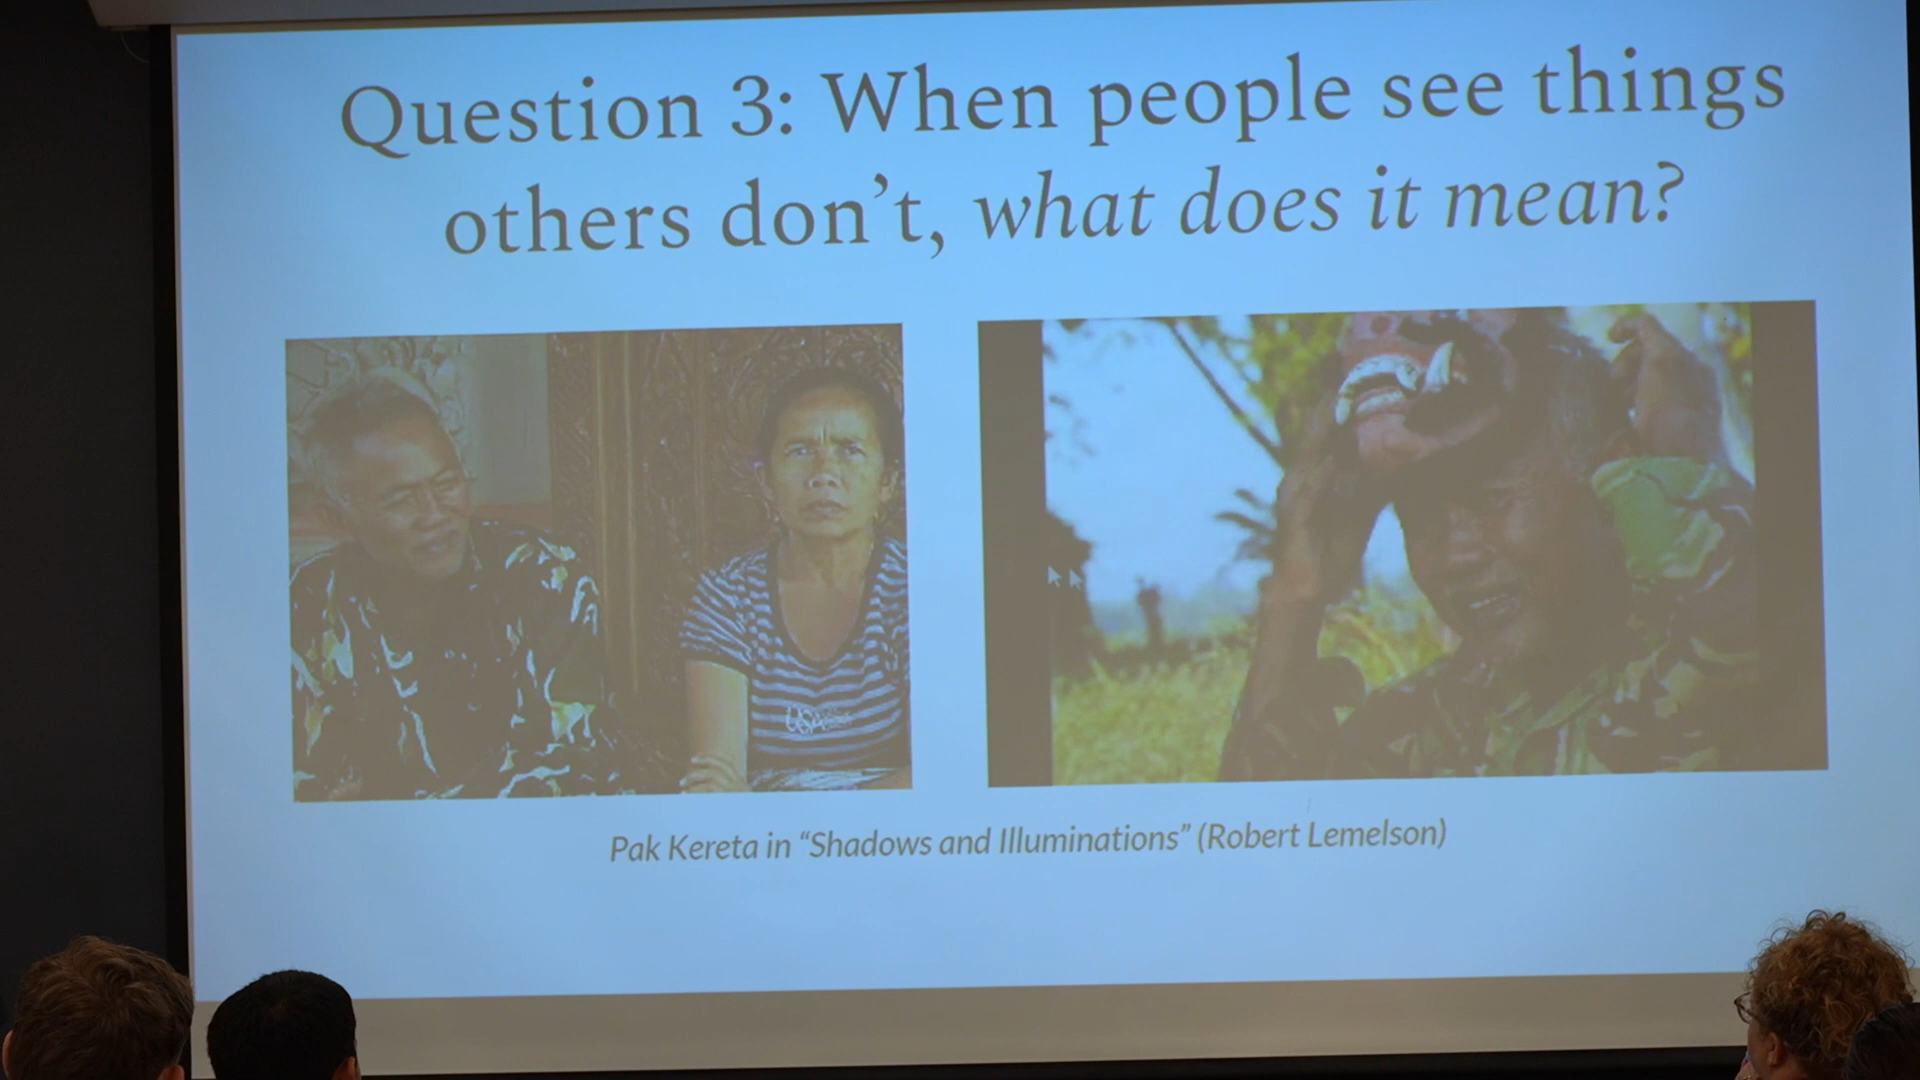 Question 3: When people see things
others don’t, what does it mean?
USA
Pak Kereta in “Shadows and Illuminations” (Robert Lemelson)